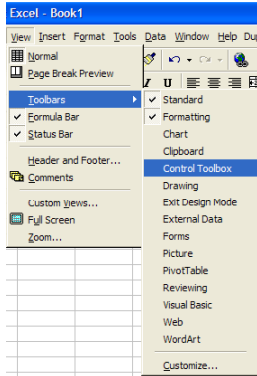 Excel - Book1
View Insert Format Tools Data Window Help
Normal
Page Break Preview
Toolbars
Formula Bar
Status Bar
Header and Footer...
Comments
Custom Views...
Full Screen
Zoom...
I U
Standard
Formatting
Chart
Clipboard
Control Toolbox
Drawing
Exit Design Mode
External Data
Forms
Picture
PivotTable
Reviewing
Visual Basic
Web
WordArt
Customize...